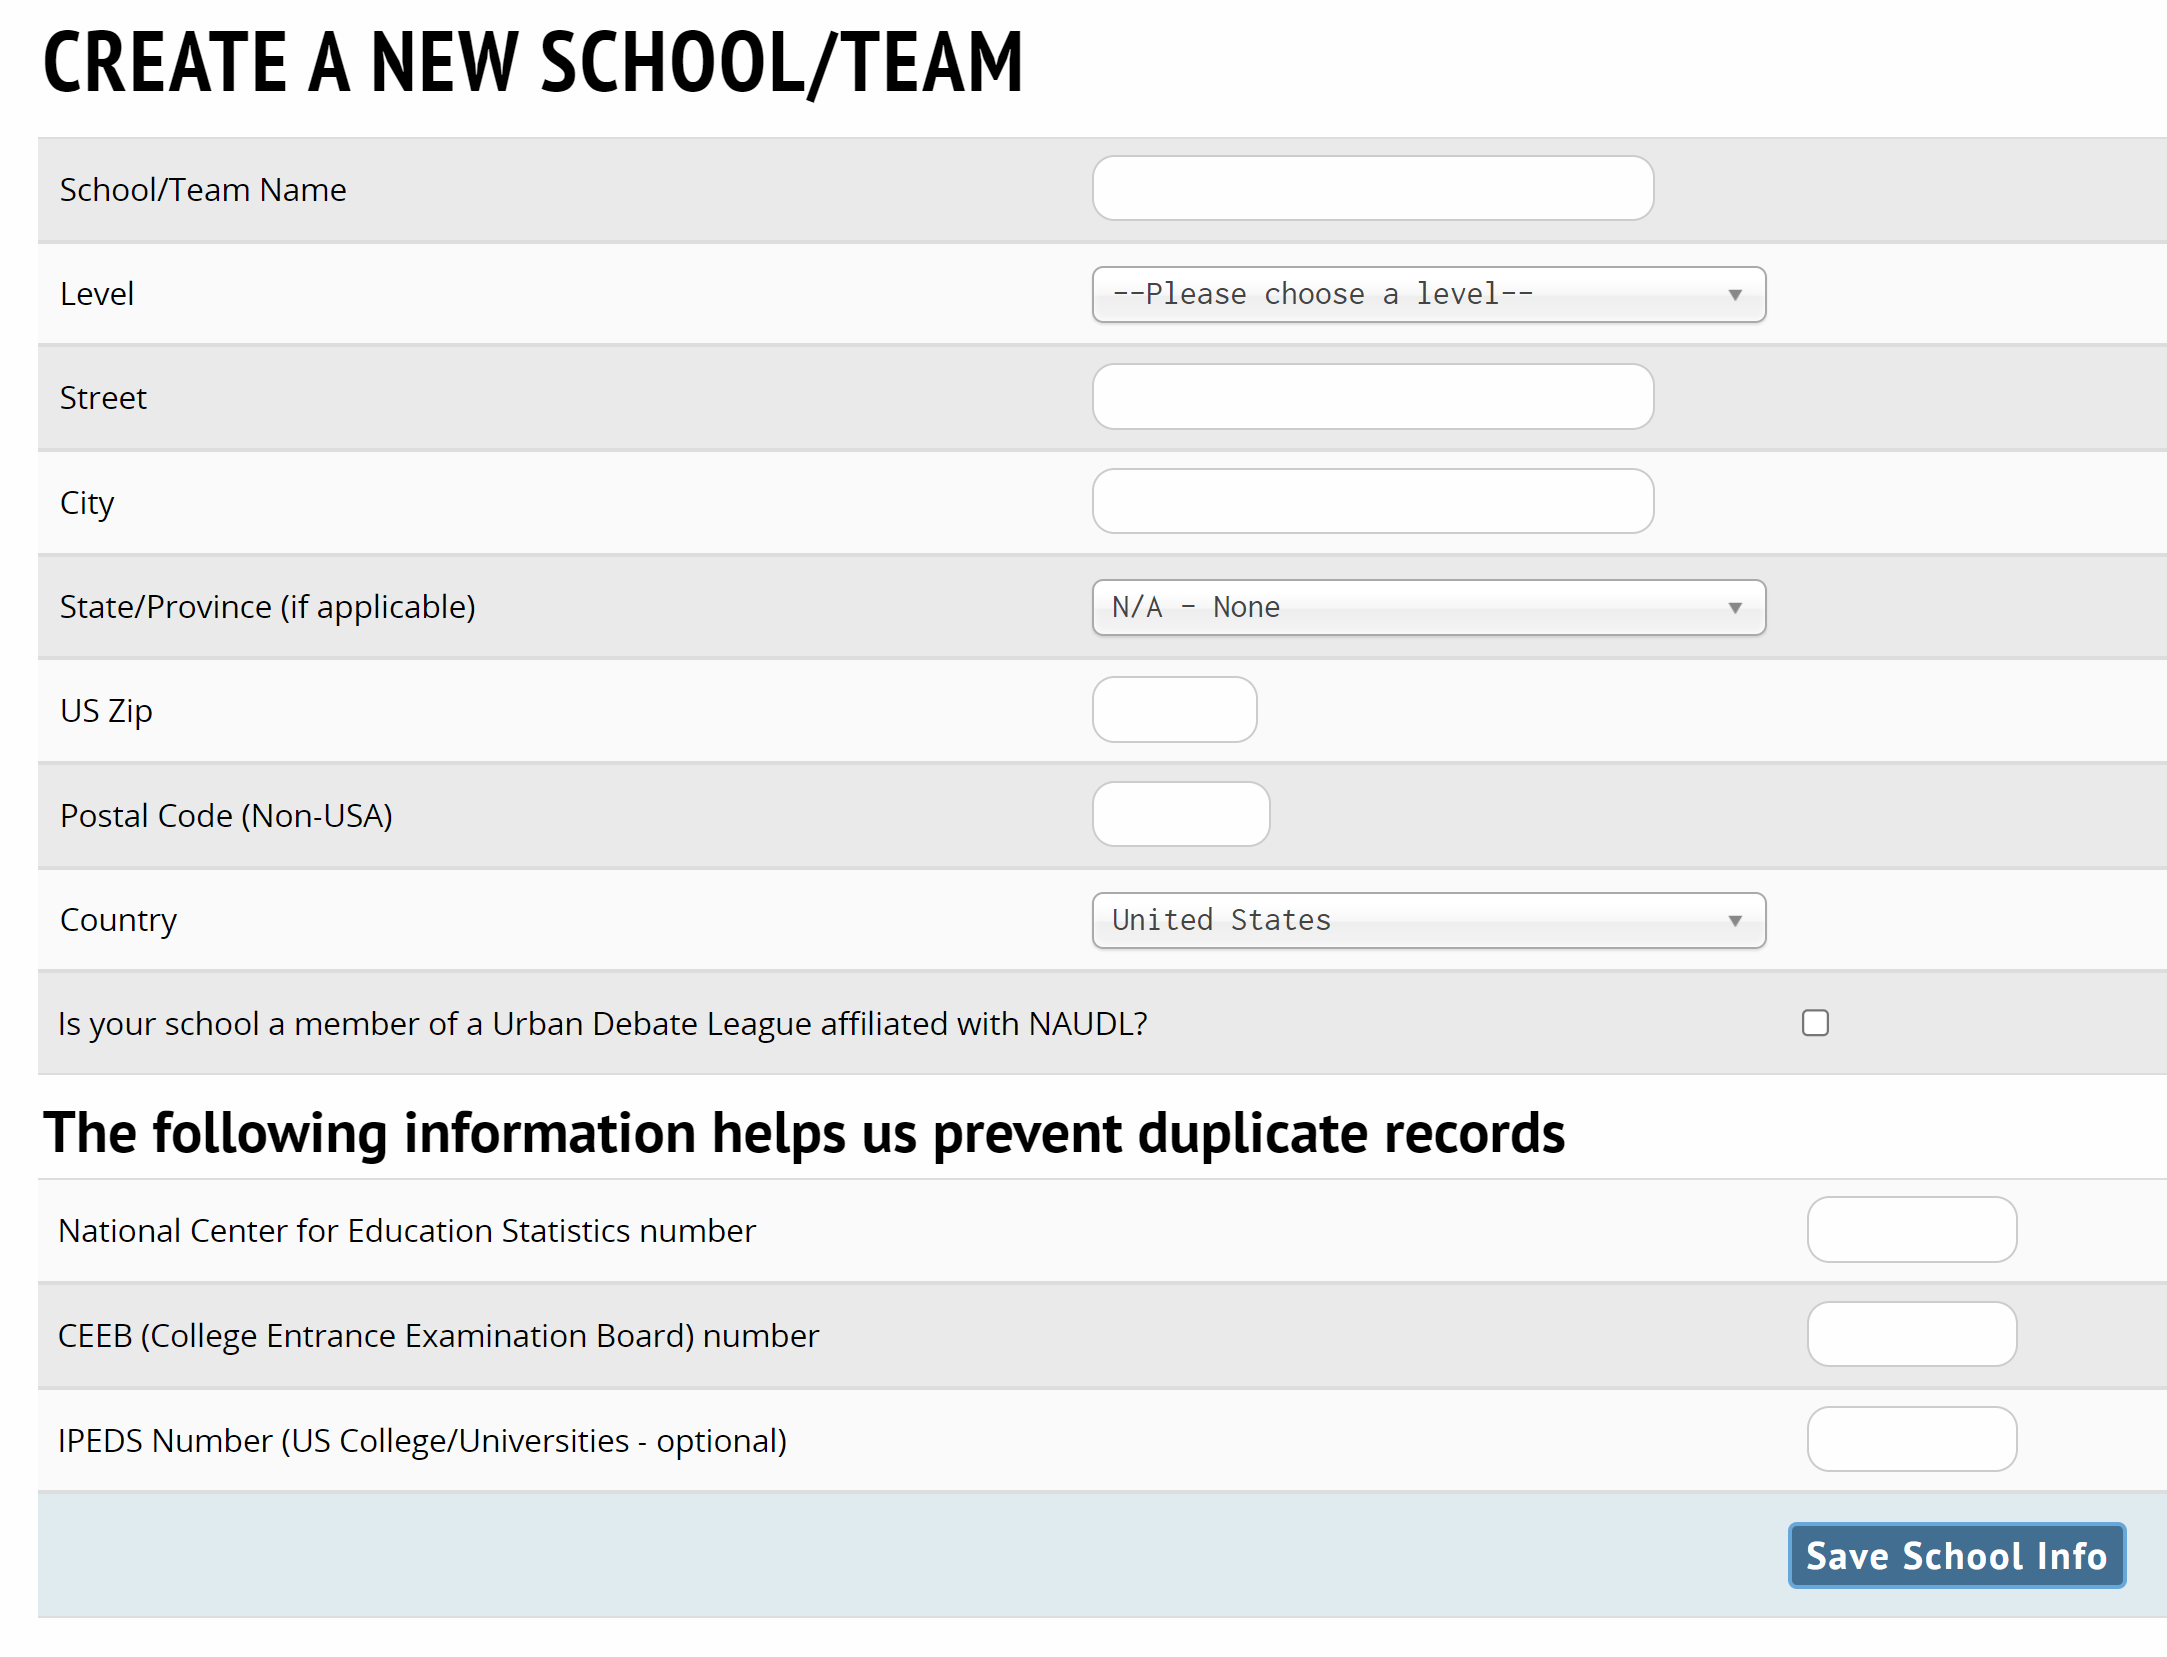 CREATE A NEW SCHOOL/TEAM
School/Team Name
Level
--Please choose a level--
Street
City
State/Province (if applicable)
N/A - None
US Zip
Postal Code (Non-USA)
Country
United States
Is your school a member of a Urban Debate League affiliated with NAUDL?
The following information helps us prevent duplicate records
National Center for Education Statistics number
CEEB (College Entrance Examination Board) number
IPEDS Number (US College/Universities - optional)
Save School Info